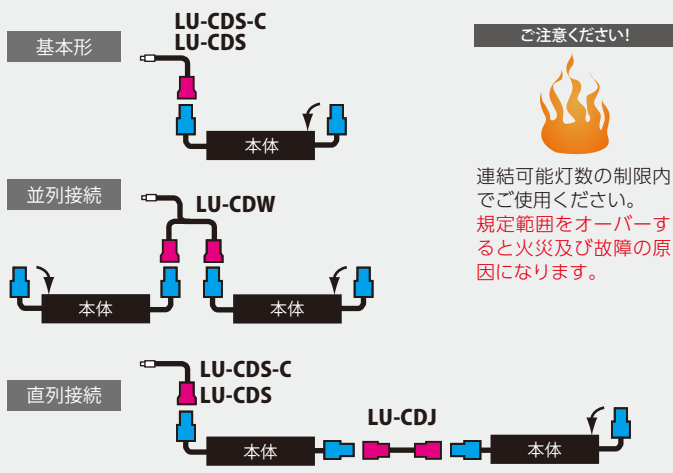 基本形
LU-CDS-C
LU-CDS
本体
並列接続
LU-CDW
本体
本体
直列接続
LU-CDS-C
LU-CDS
LU-CDJ
本体
本体
ご注意ください!
連結可能灯数の制限内
でご使用ください。
規定範囲をオーバーす
ると火災及び故障の原
因になります。